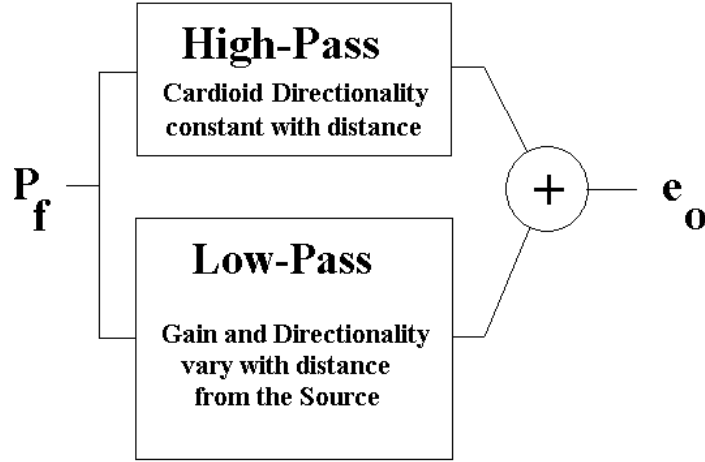 High-Pass
Cardioid Directionality
constant with distance
P
f
+
e
o
Low-Pass
Gain and Directionality
vary with distance
from the Source